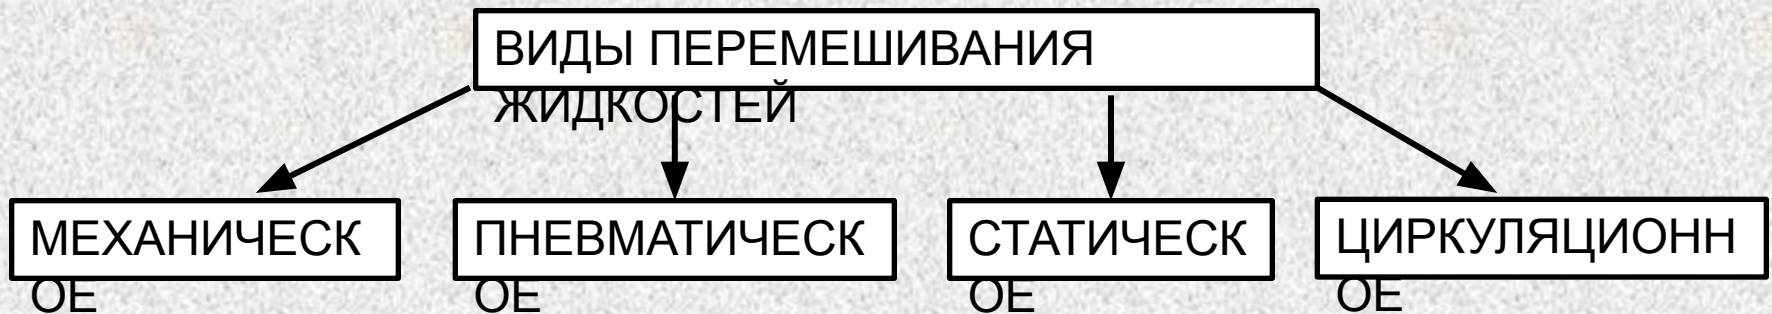 ВИДЫ ПЕРЕМЕШИВАНИЯ
ЖИДКОСТЕЙ
МЕХАНИЧЕСК
ОЕ
ПНЕВМАТИЧЕСК
ОЕ
СТАТИЧЕСК
ОЕ
ЦИРКУЛЯЦИОНН
ОЕ